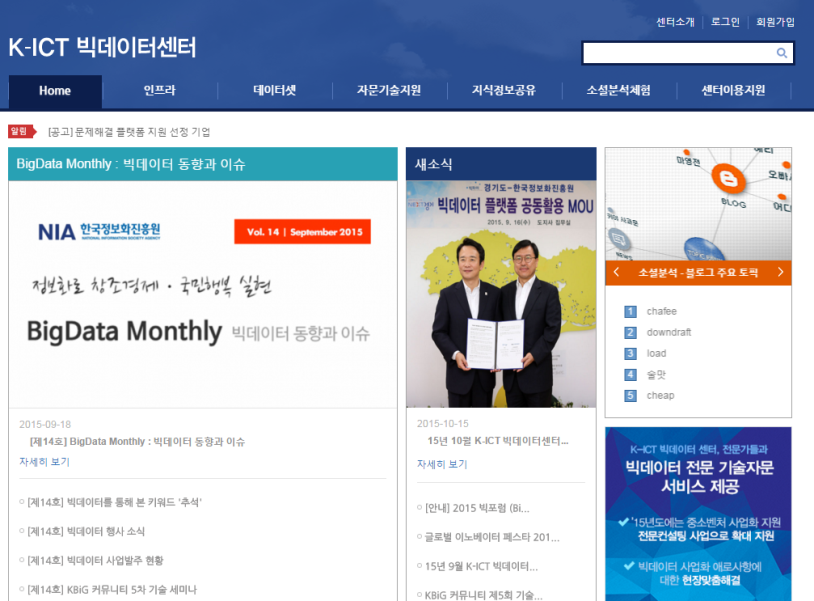 센터소개 로그인 회원가입
K-ICT 빅데이터센터
Home 인프라 데이터셋 자문기술지원 지식정보공유 소셜분석체험 센터이용지원
알림 [공고] 문제해결 플랫폼 지원 선정 기업
BigData Monthly : 빅데이터 동향과 이슈
NIA 한국정보화진흥원
NATIONAL INFORMATION SOCIETY AGENCY
Vol. 14 | September 2015
정보화로 창조경제 · 국민행복 실현
BigData Monthly 빅데이터 동향과 이슈
2015-09-18
[제14호] BigData Monthly : 빅데이터 동향과 이슈
자세히 보기
[제14호] 빅데이터를 통해 본 키워드 '추석'
[제14호] 빅데이터 행사 소식
[제14호] 빅데이터 사업발주 현황
[제14호] KBiG 커뮤니티 5차 기술 세미나
새소식
경기도-한국정보화진흥원
빅데이터 플랫폼 공동활용 MOU
2015. 9. 16(수) 도지사 집무실
2015-10-15
15년 10월 K-ICT 빅데이터센터...
자세히 보기
[안내] 2015 빅포럼 (Bi...
글로벌 이노베이터 페스타 201...
15년 9월 K-ICT 빅데이터...
KBiG 커뮤니티 제5회 기술...
마영전
BLOG
소셜분석 - 블로그 주요 토픽
1 chafee
2 downdraft
3 load
4 술맛
5 cheap
K-ICT 빅데이터 센터, 전문가들과
빅데이터 전문 기술자문
서비스 제공
'15년도에는 중소벤처 사업화 지원
전문컨설팅 사업으로 확대 지원
빅데이터 사업화 애로사항에
대한 현장맞춤해결